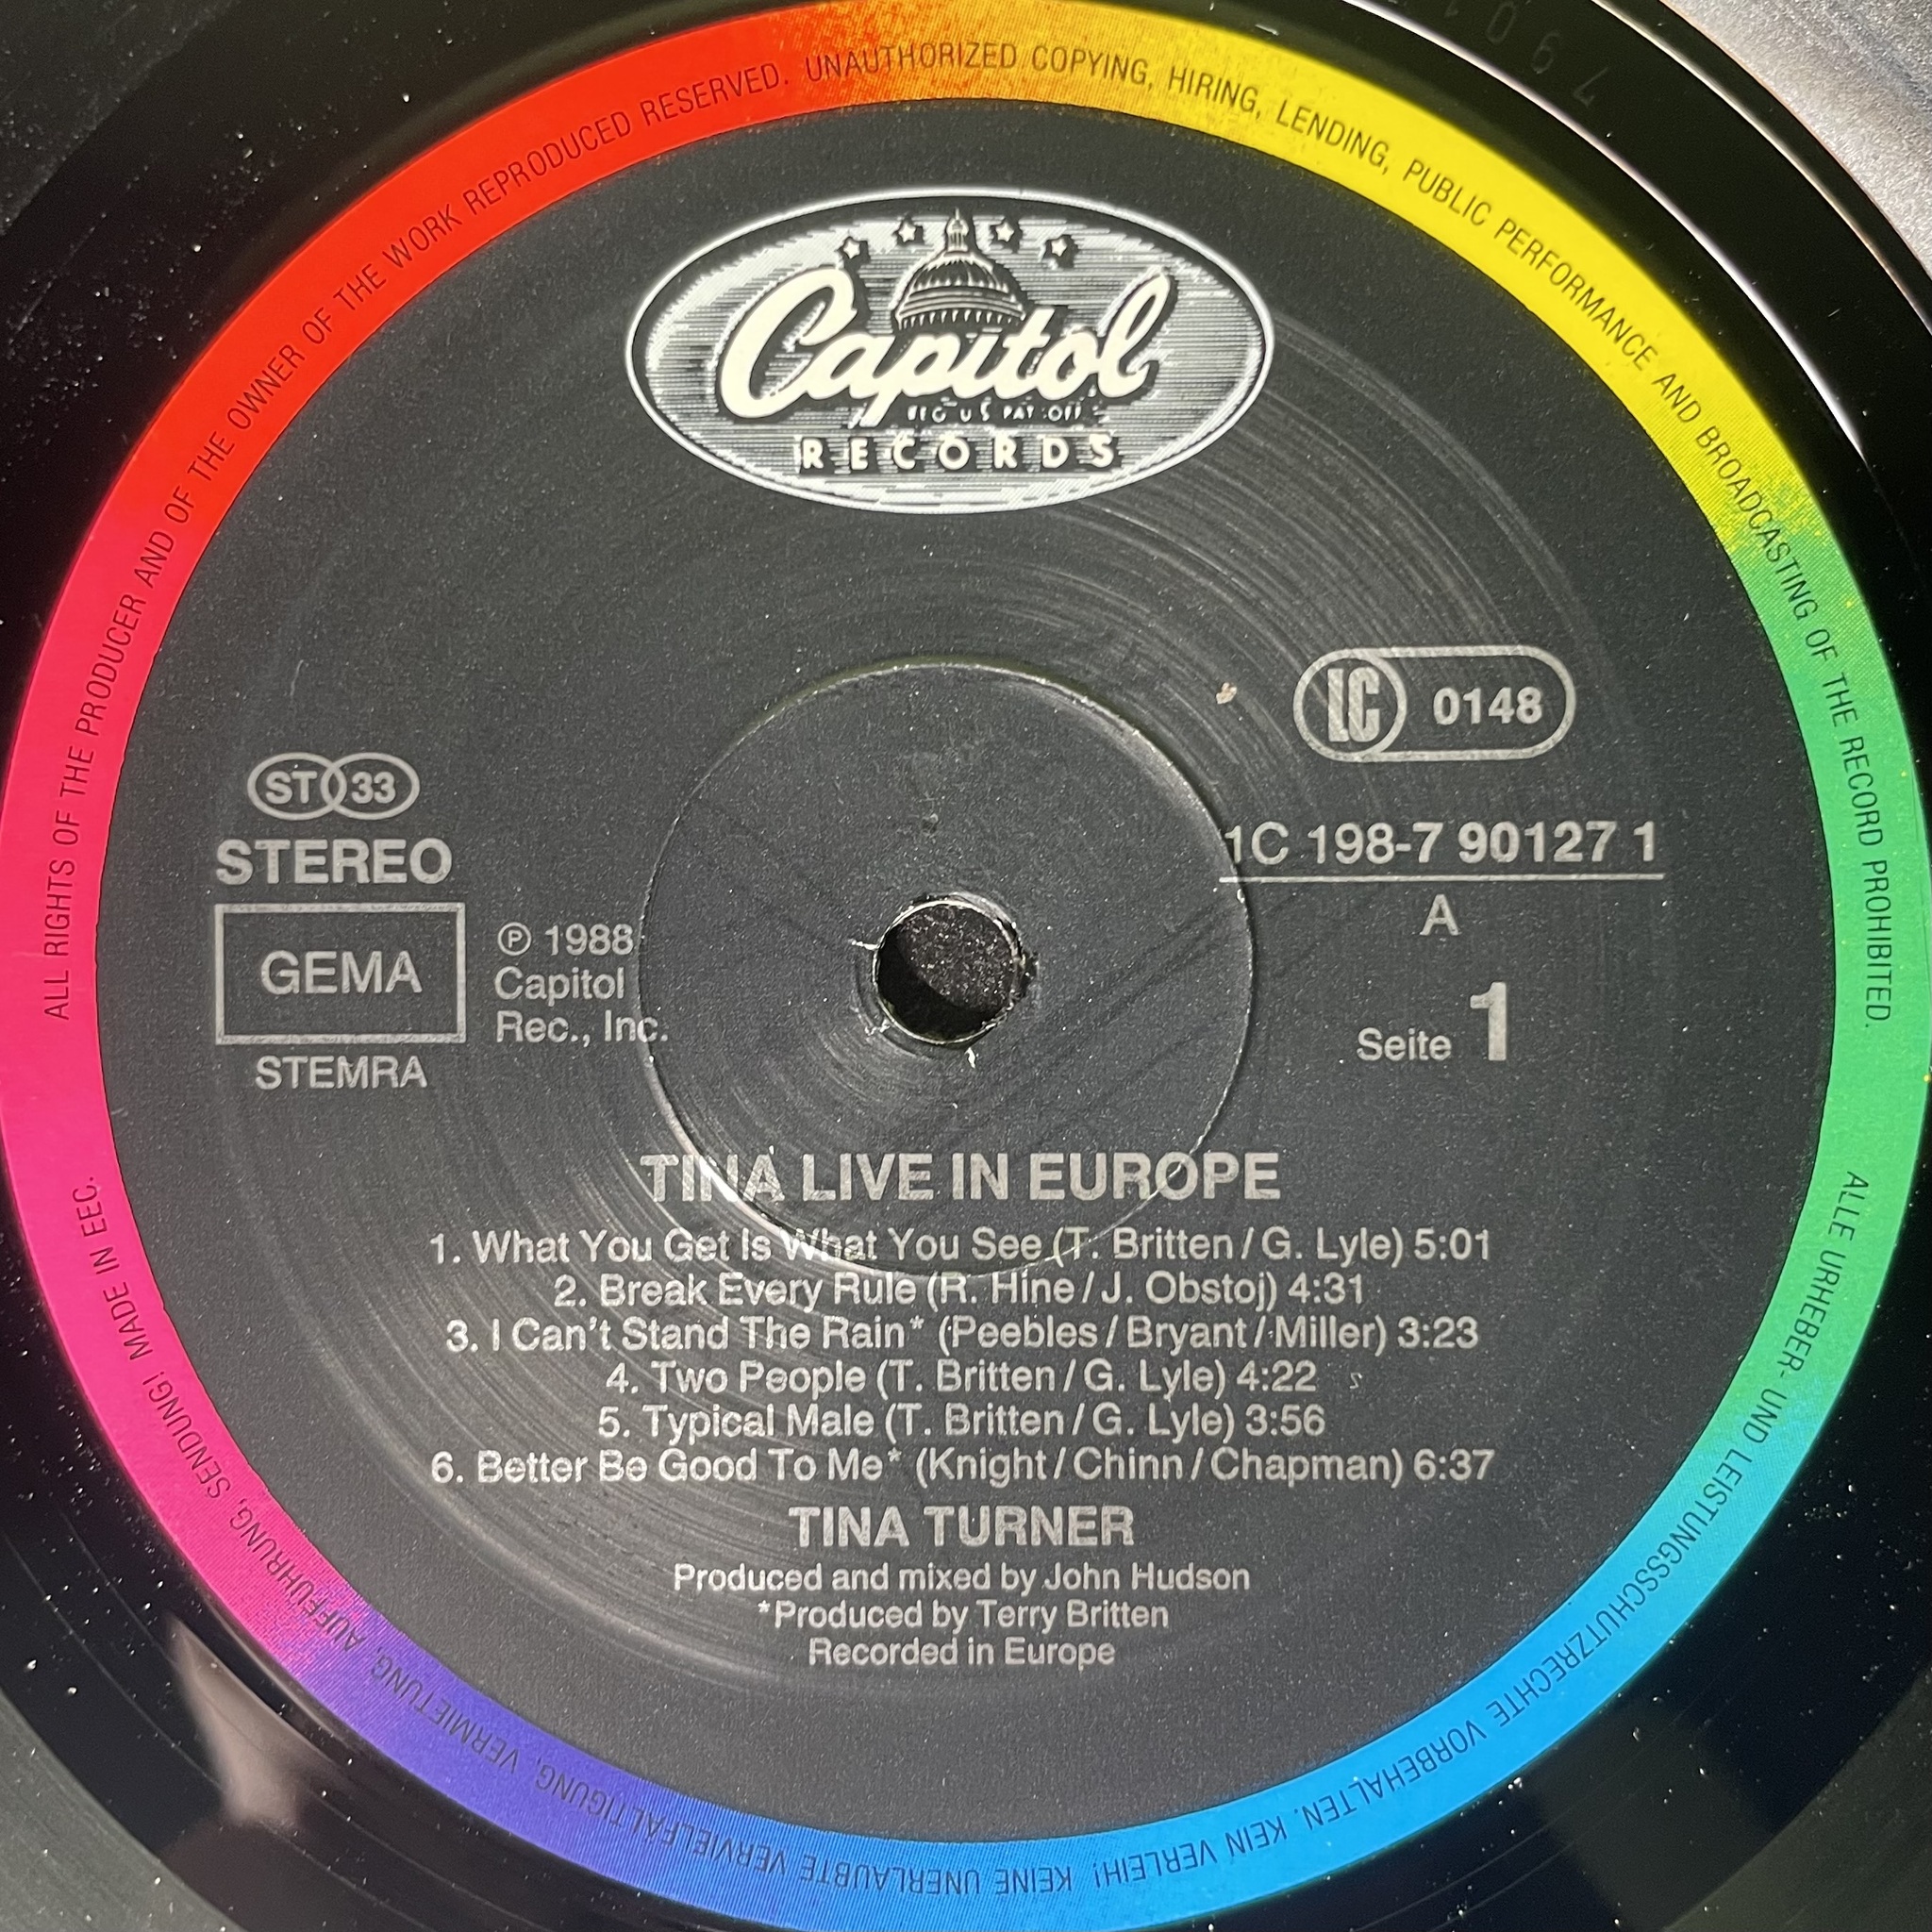 ALL RIGHTS OF THE PRODUCER AND OF THE OWNER OF THE WORK REPRODUCED RESERVED. UNAUTHORIZED COPYING, HIRING, LENDING, PUBLIC PERFORMANCE AND BROADCASTING OF THE RECORD PROHIBITED.
Capitol
REG. U.S. PAT. OFF.
RECORDS
LC 0148
ST 33
STEREO
GEMA
STEMRA
℗ 1988
Capitol
Rec., Inc.
1C 198-7 90127 1
A
Seite 1
TINA LIVE IN EUROPE
1. What You Get Is What You See (T. Britten / G. Lyle) 5:01
2. Break Every Rule (R. Hine / J. Obstoj) 4:31
3. I Can't Stand The Rain* (Peebles / Bryant / Miller) 3:23
4. Two People (T. Britten / G. Lyle) 4:22
5. Typical Male (T. Britten / G. Lyle) 3:56
6. Better Be Good To Me* (Knight / Chinn / Chapman) 6:37
TINA TURNER
Produced and mixed by John Hudson
*Produced by Terry Britten
Recorded in Europe
ALLE URHEBER- UND LEISTUNGSSCHUTZRECHTE VORBEHALTEN. KEIN VERLEIH! KEINE UNERLAUBTE VERVIELFÄLTIGUNG, VERMIETUNG, AUFFÜHRUNG, SENDUNG! MADE IN EEC.